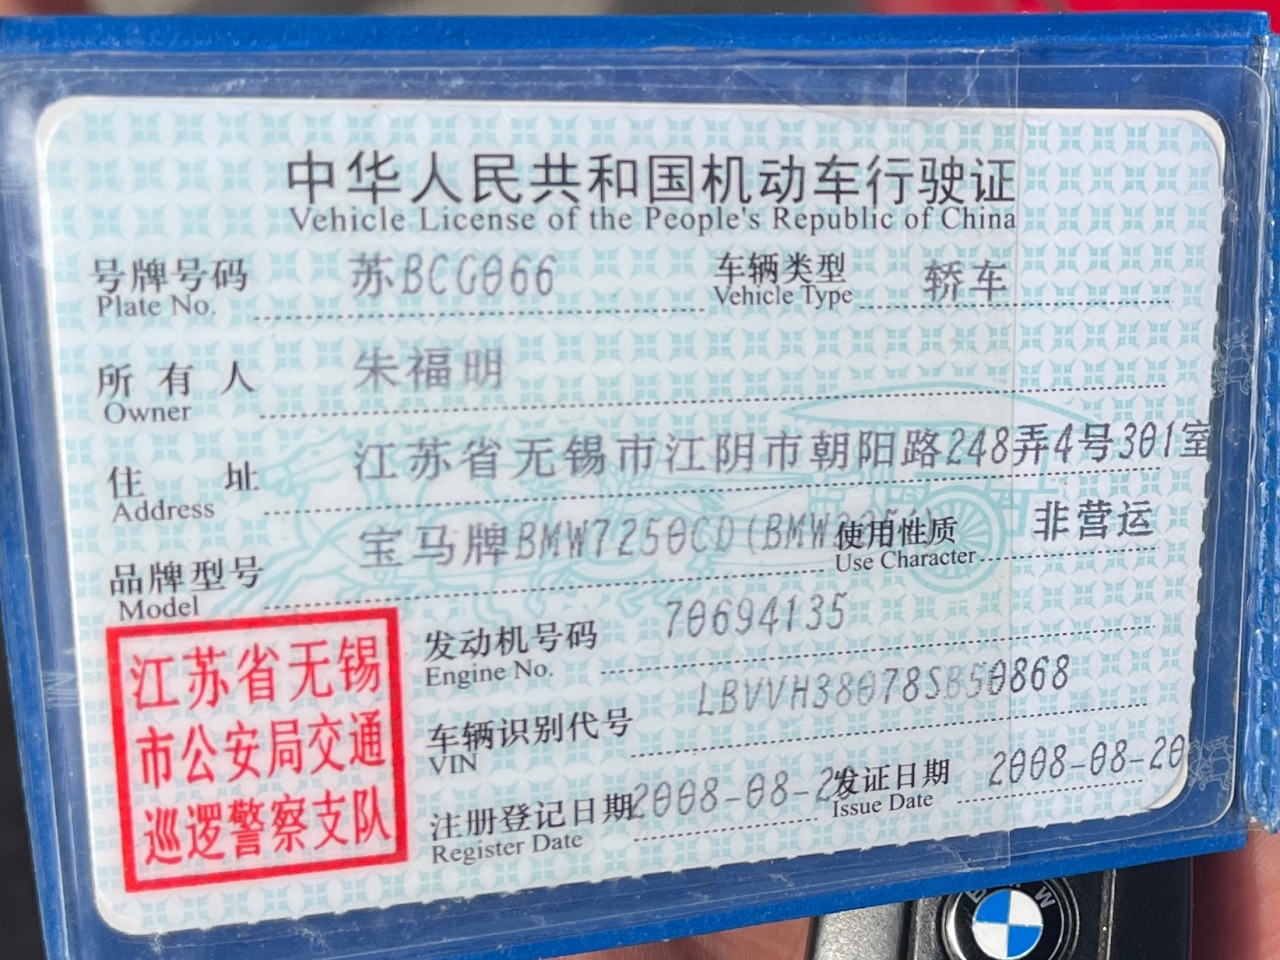 中华人民共和国机动车行驶证
Vehicle License of the People's Republic of China
号牌号码 苏BCG066 车辆类型 轿车
Plate No. Vehicle Type
所有人 朱福明
Owner
住址 江苏省无锡市江阴市朝阳路248弄4号301室
Address
品牌型号 宝马牌BMW7250CD(BMW 使用性质 非营运
Model Use Character
江苏省无锡
市公安局交通
巡逻警察支队
发动机号码 70694135
Engine No.
车辆识别代号 LBVVH38078SB50868
VIN
注册登记日期 2008-08-2 发证日期 2008-08-20
Register Date Issue Date
BMW